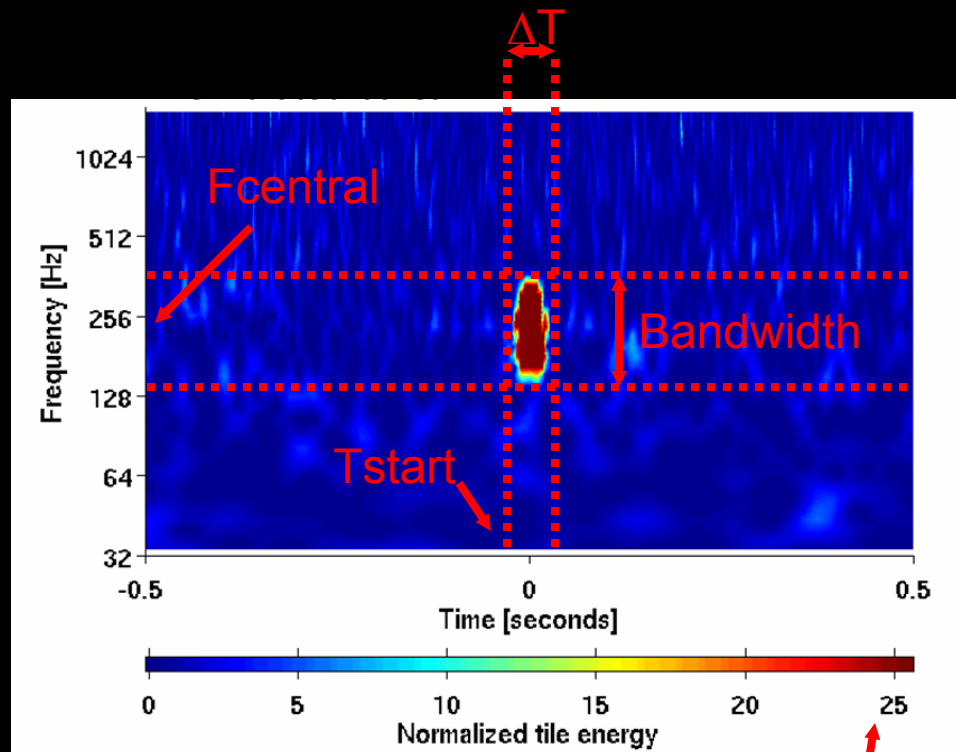 ΔT
1024
Fcentral
512
Frequency [Hz]
256
Bandwidth
128
Tstart
64
32
-0.5 0 0.5
Time [seconds]
0 5 10 15 20 25
Normalized tile energy